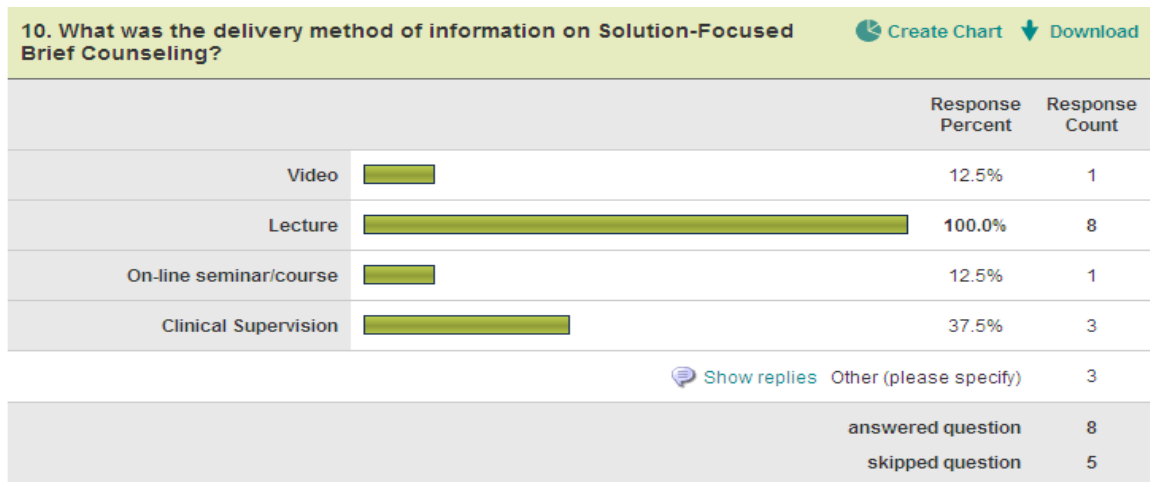 10. What was the delivery method of information on Solution-Focused
Brief Counseling?
Create Chart Download
Response Percent Response Count
Video 12.5% 1
Lecture 100.0% 8
On-line seminar/course 12.5% 1
Clinical Supervision 37.5% 3
Show replies Other (please specify) 3
answered question 8
skipped question 5